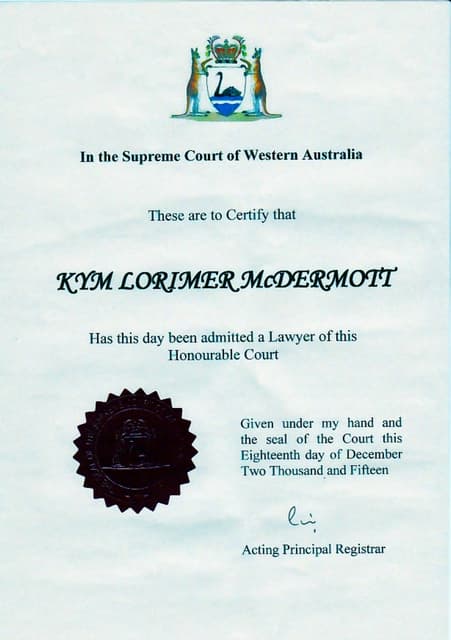 In the Supreme Court of Western Australia
These are to Certify that
KYM LORIMER McDERMOTT
Has this day been admitted a Lawyer of this
Honourable Court
Given under my hand and
the seal of the Court this
Eighteenth day of December
Two Thousand and Fifteen
Acting Principal Registrar